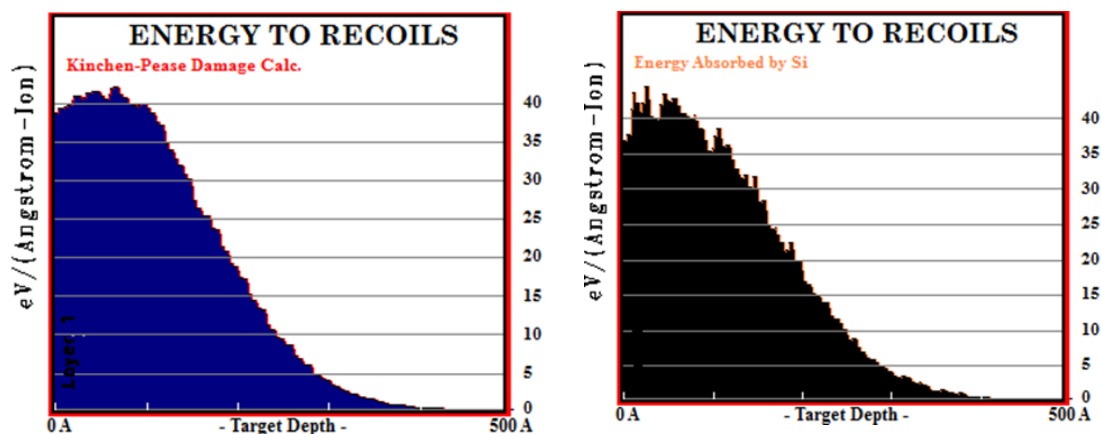 ENERGY TO RECOILS
Kinchen-Pease Damage Calc.
eV/(Angstrom-Ion)
40
35
30
25
20
15
10
5
0
Layer 1
0 A
- Target Depth -
500 A
ENERGY TO RECOILS
Energy Absorbed by Si
eV/(Angstrom-Ion)
40
35
30
25
20
15
10
5
0
0 A
- Target Depth -
500 A